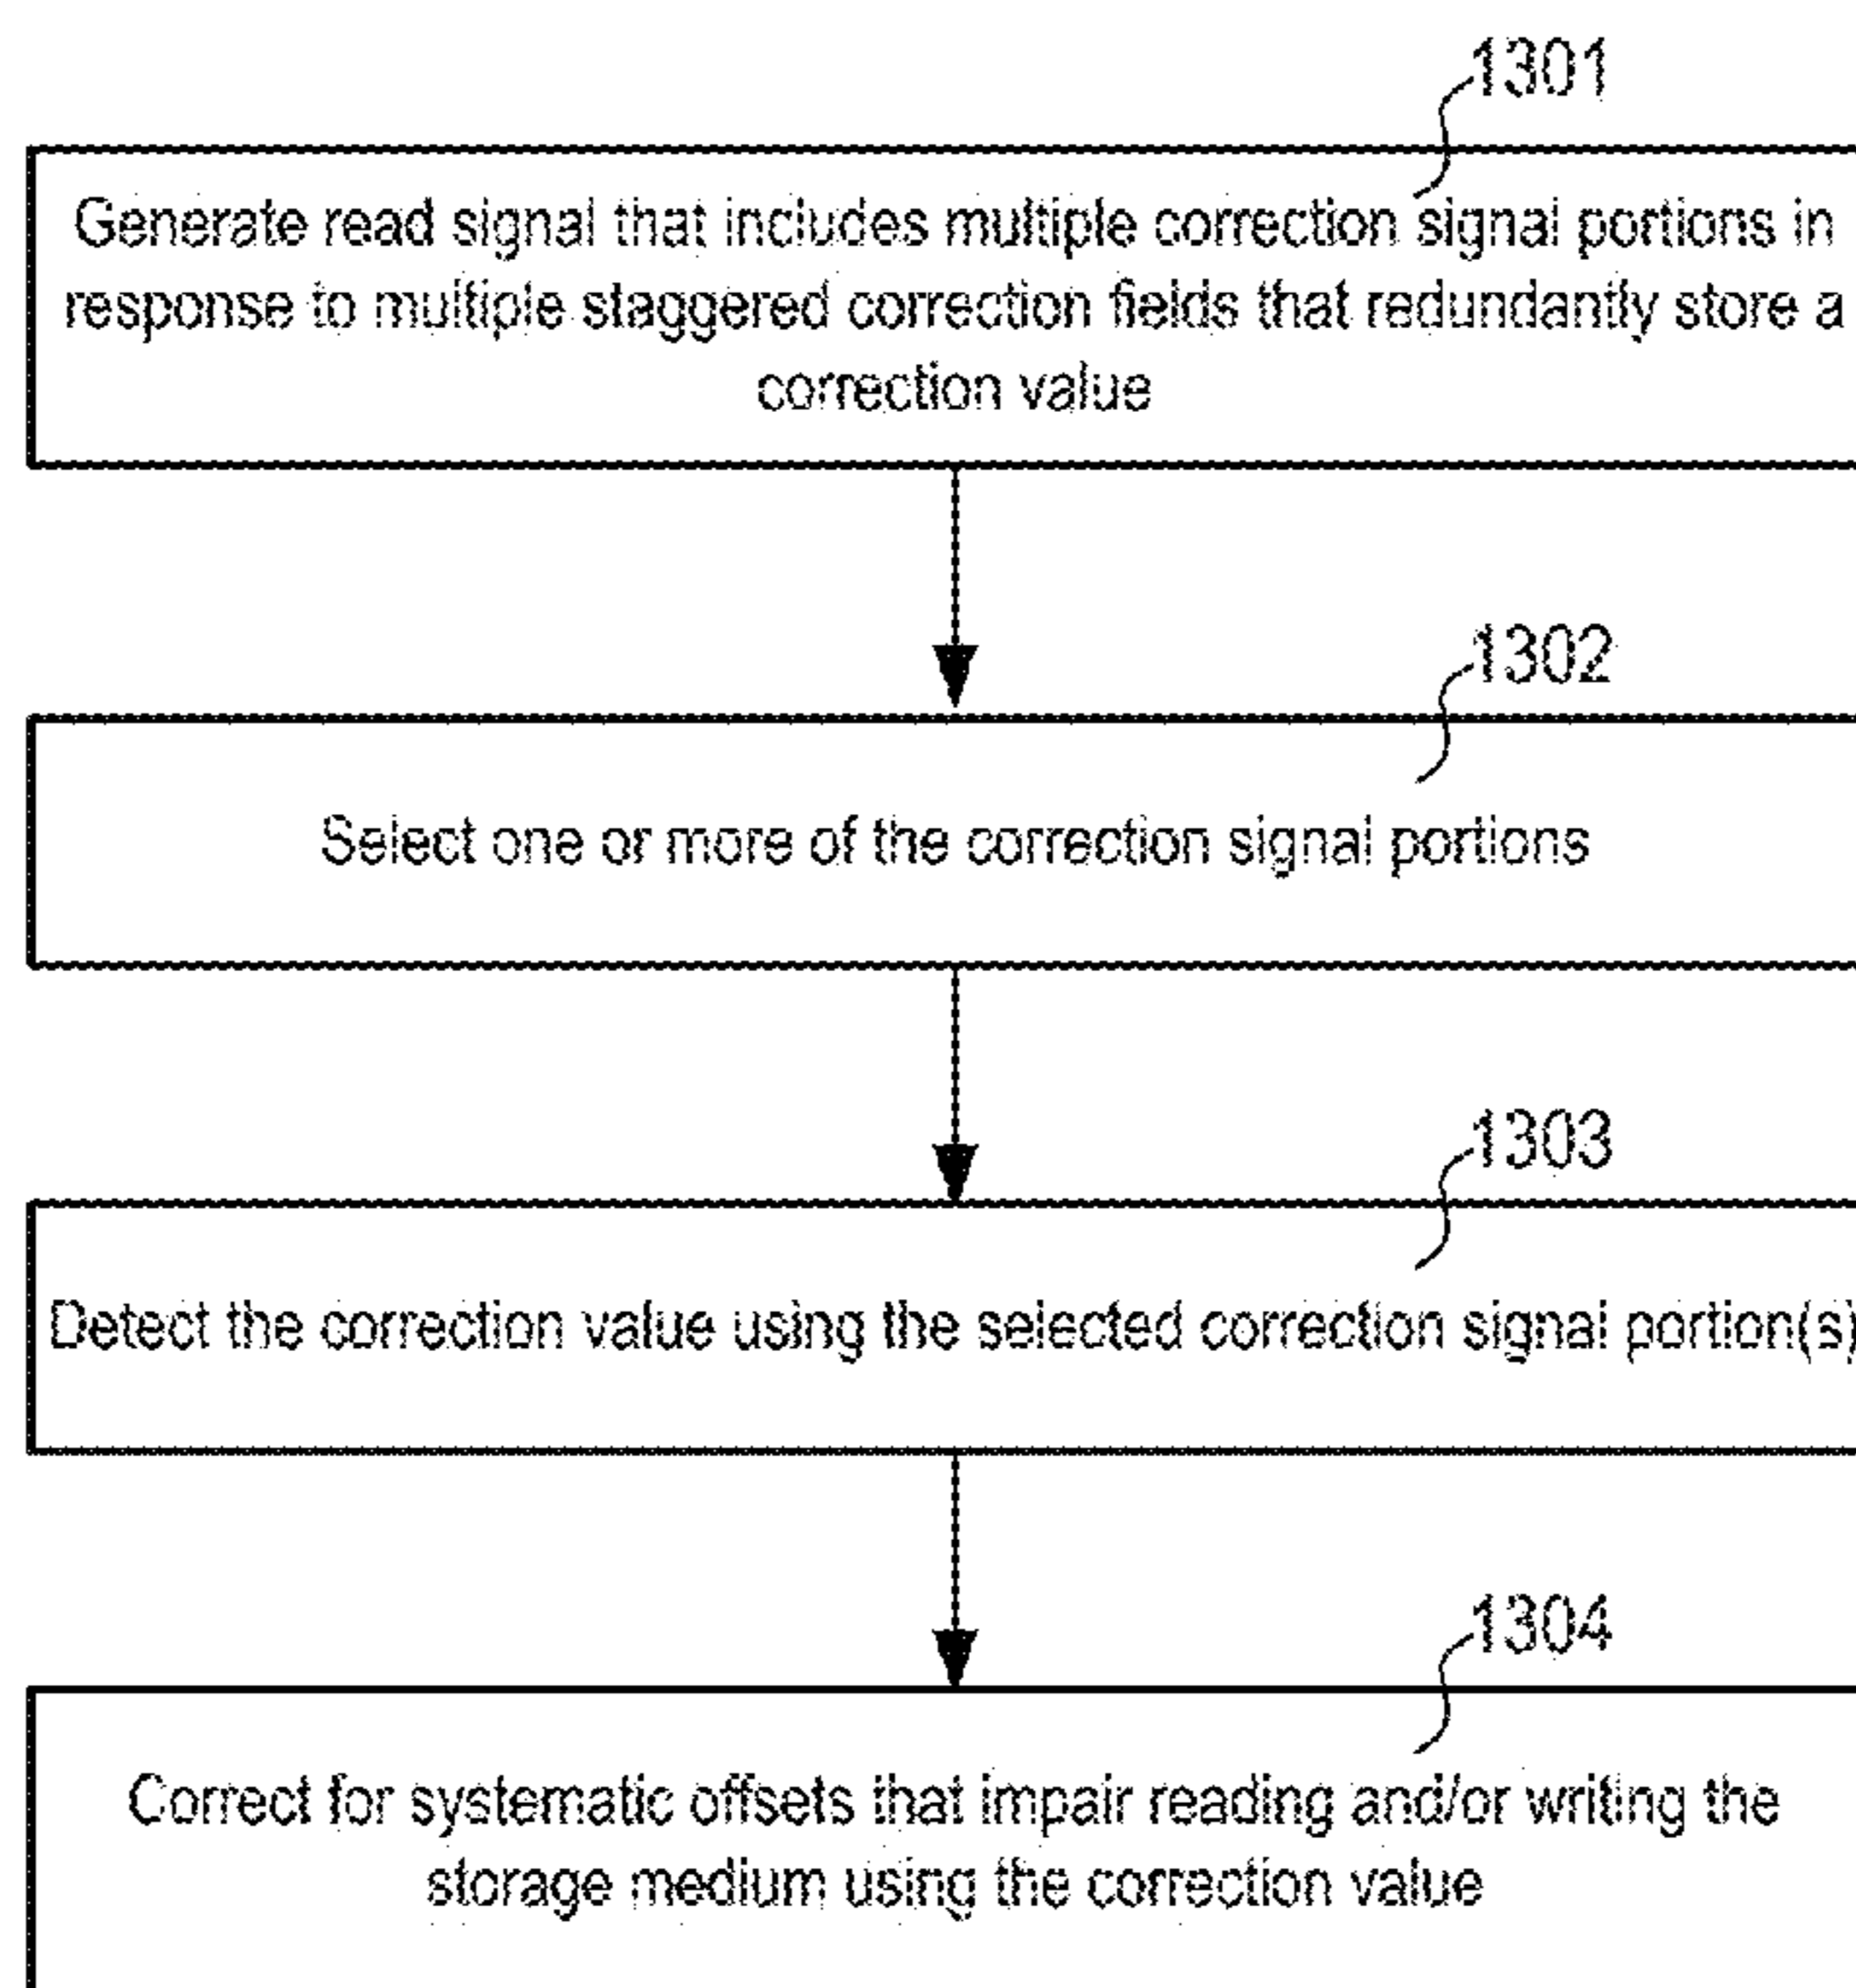 1301
Generate read signal that includes multiple correction signal portions in
response to multiple staggered correction fields that redundantly store a
correction value
1302
Select one or more of the correction signal portions
1303
Detect the correction value using the selected correction signal portion(s)
1304
Correct for systematic offsets that impair reading and/or writing the
storage medium using the correction value